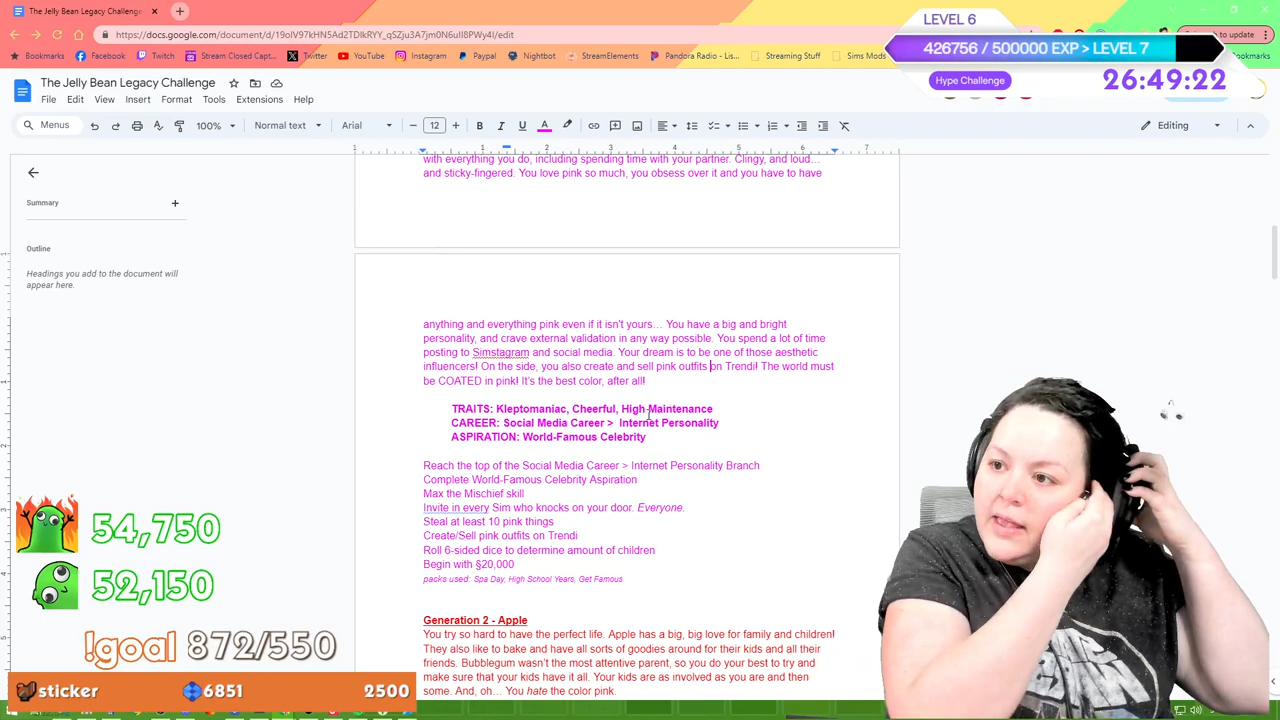 The Jelly Bean Legacy Challenge
LEVEL 6
https://docs.google.com/document/d/
426756 / 500000 EXP > LEVEL 7
Hype Challenge
26:49:22
Bookmarks
Facebook
Stream Closed Capt...
Twitter
YouTube
Instagram
Paypal
Nightbot
StreamElements
Pandora Radio - Lis...
Streaming Stuff
Sims Mods
The Jelly Bean Legacy Challenge
File Edit View Insert Format Tools Extensions Help
Menus
100%
Normal text
Arial
12
Editing
Summary
Outline
Headings you add to the document will
appear here.
with everything you do, including spending time with your partner. Clingy, and loud…
and sticky-fingered. You love pink so much, you obsess over it and you have to have
anything and everything pink even if it isn't yours… You have a big and bright
personality, and crave external validation in any way possible. You spend a lot of time
posting to Simstagram and social media. Your dream is to be one of those aesthetic
influencers! On the side, you also create and sell pink outfits on Trendi! The world must
be COATED in pink! It's the best color, after all!
TRAITS: Kleptomaniac, Cheerful, High-Maintenance
CAREER: Social Media Career > Internet Personality
ASPIRATION: World-Famous Celebrity
Reach the top of the Social Media Career > Internet Personality Branch
Complete World-Famous Celebrity Aspiration
Max the Mischief skill
Invite in every Sim who knocks on your door. Everyone.
Steal at least 10 pink things
Create/Sell pink outfits on Trendi
Roll 6-sided dice to determine amount of children
Begin with §20,000
packs used: Spa Day, High School Years, Get Famous
Generation 2 - Apple
You try so hard to have the perfect life. Apple has a big, big love for family and children!
They also like to bake and have all sorts of goodies around for their kids and all their
friends. Bubblegum wasn't the most attentive parent, so you do your best to try and
make sure that your kids have it all. Your kids are as involved as you are and then
some. And, oh… You hate the color pink.
54,750
52,150
!goal 872/550
sticker 6851 2500